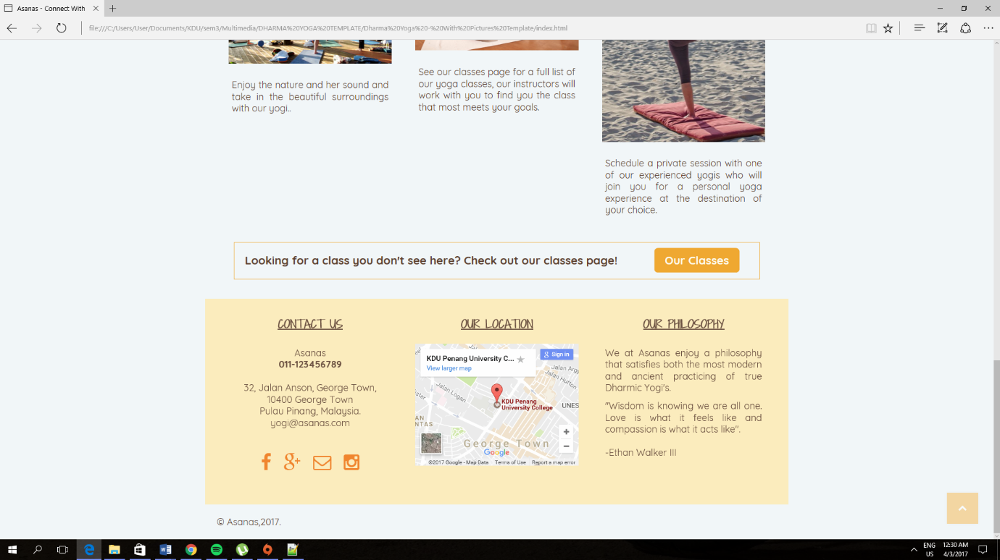 Asanas - Connect With
file:///C:/Users/User/Documents/KDU/sem3/Multimedia/DHARMA%20YOGA%20TEMPLATE/Dharma%20Yoga%20-%20With%20Pictures%20Template/index.html
Enjoy the nature and her sound and
take in the beautiful surroundings
with our yogi..
See our classes page for a full list of
our yoga classes, our instructors will
work with you to find you the class
that most meets your goals.
Schedule a private session with one
of our experienced yogis who will
join you for a personal yoga
experience at the destination of
your choice.
Looking for a class you don't see here? Check out our classes page!
Our Classes
CONTACT US
Asanas
011-123456789
32, Jalan Anson, George Town,
10400 George Town
Pulau Pinang, Malaysia.
yogi@asanas.com
OUR LOCATION
KDU Penang University C...
View larger map
Sign in
Jalan Argy
Jalan Hutton
Jalan Logan
KDU Penang
University College
UNES
AN
NTAS
George Town
Google
©2017 Google - Map Data
Terms of Use
Report a map error
OUR PHILOSOPHY
We at Asanas enjoy a philosophy
that satisfies both the most modern
and ancient practicing of true
Dharmic Yogi's.
"Wisdom is knowing we are all one.
Love is what it feels like and
compassion is what it acts like".
-Ethan Walker III
© Asanas,2017.
ENG
US
12:30 AM
4/3/2017